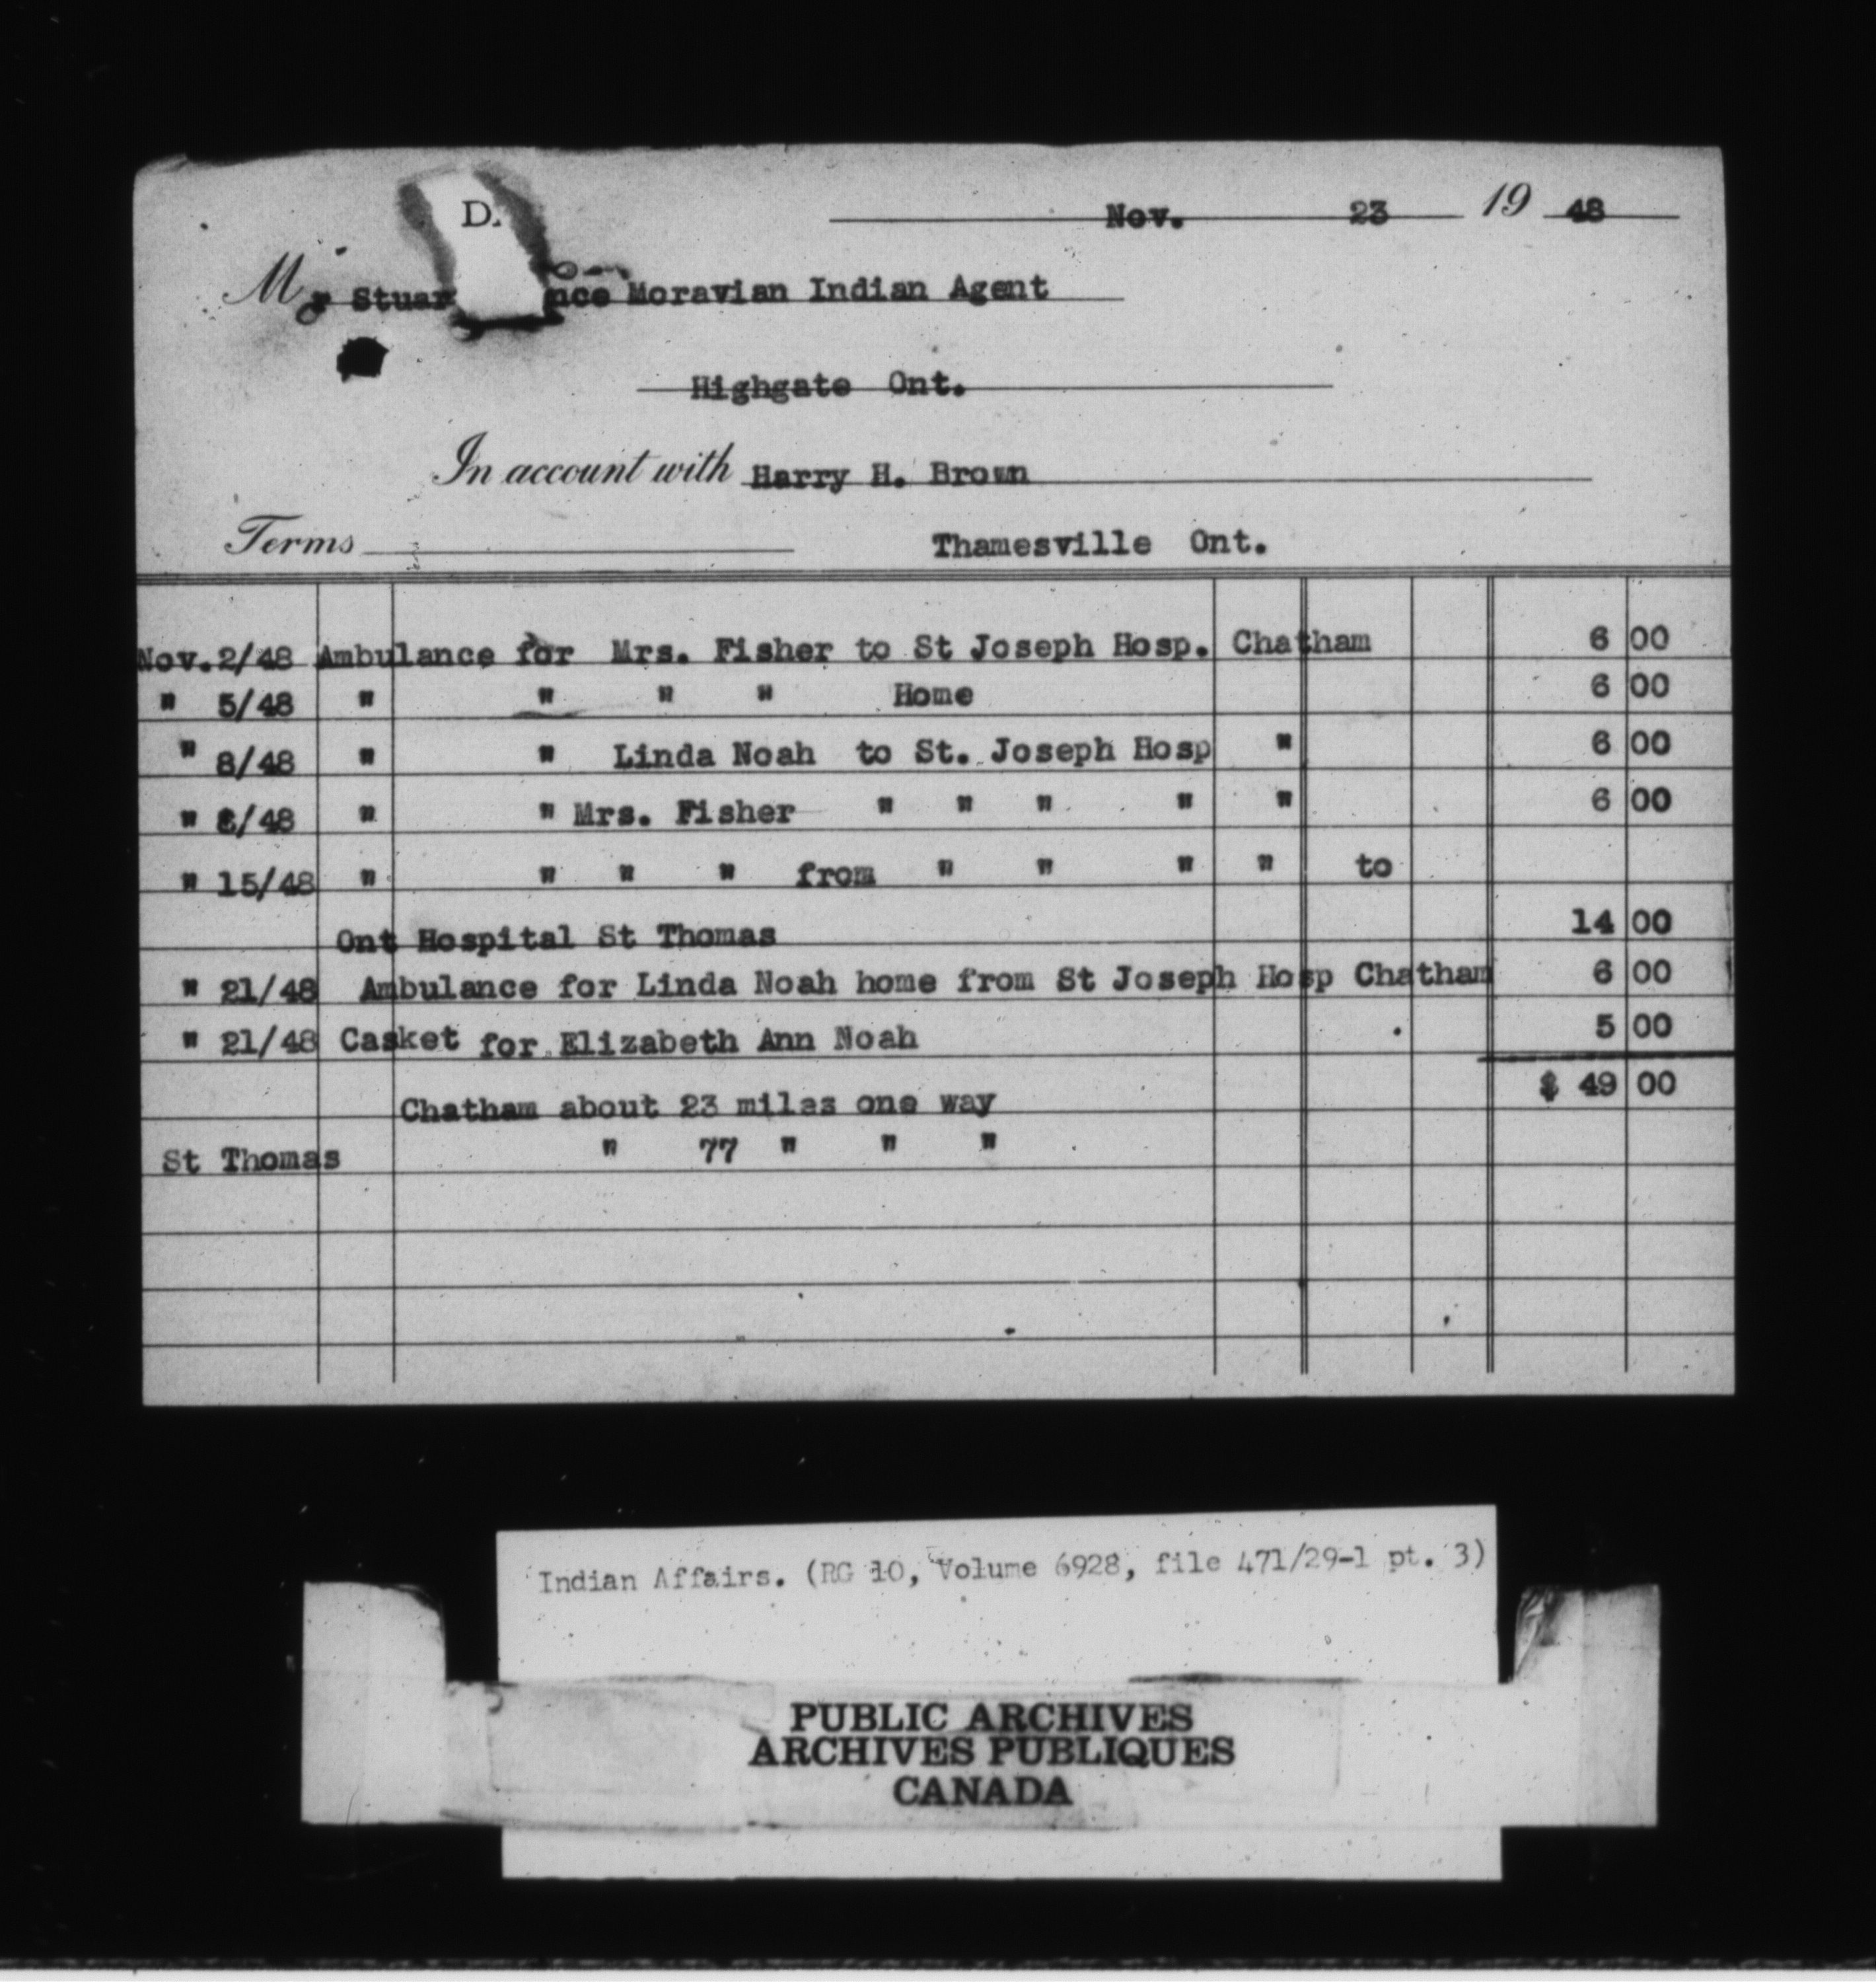 D.
Nov. 23 19 48
Mr Stuar nce Moravian Indian Agent
Highgate Ont.
In account with Harry H. Brown
Terms Thamesville Ont.
Nov. 2/48 Ambulance for Mrs. Fisher to St Joseph Hosp. Chatham 6 00
" 5/48 " " " " Home 6 00
" 8/48 " " Linda Noah to St. Joseph Hosp " 6 00
" 8/48 " " Mrs. Fisher " " " " " 6 00
" 15/48 " " " " from " " " " to
Ont Hospital St Thomas 14 00
" 21/48 Ambulance for Linda Noah home from St Joseph Hosp Chatham 6 00
" 21/48 Casket for Elizabeth Ann Noah 5 00
$ 49 00
Chatham about 23 miles one way
St Thomas " 77 " " "
Indian Affairs. (RG 10, Volume 6928, file 471/29-1 pt. 3)
PUBLIC ARCHIVES
ARCHIVES PUBLIQUES
CANADA